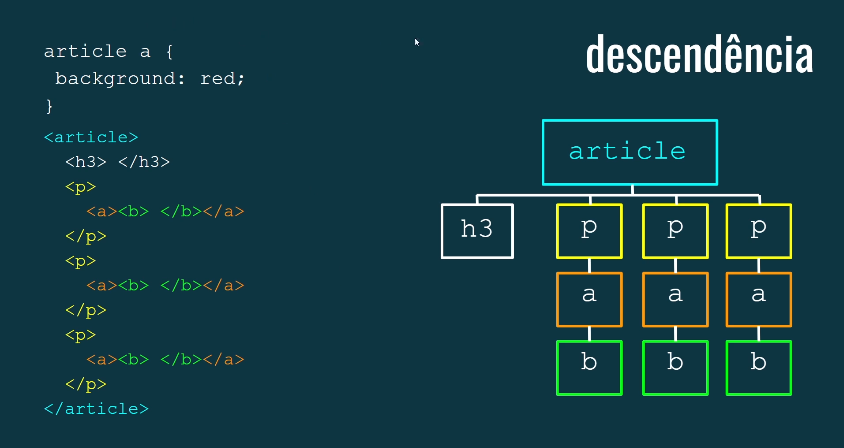 descendência
article a {
 background: red;
}
<article>
  <h3> </h3>
  <p>
    <a><b> </b></a>
  </p>
  <p>
    <a><b> </b></a>
  </p>
  <p>
    <a><b> </b></a>
  </p>
</article>
article
h3 p p p
a a a
b b b